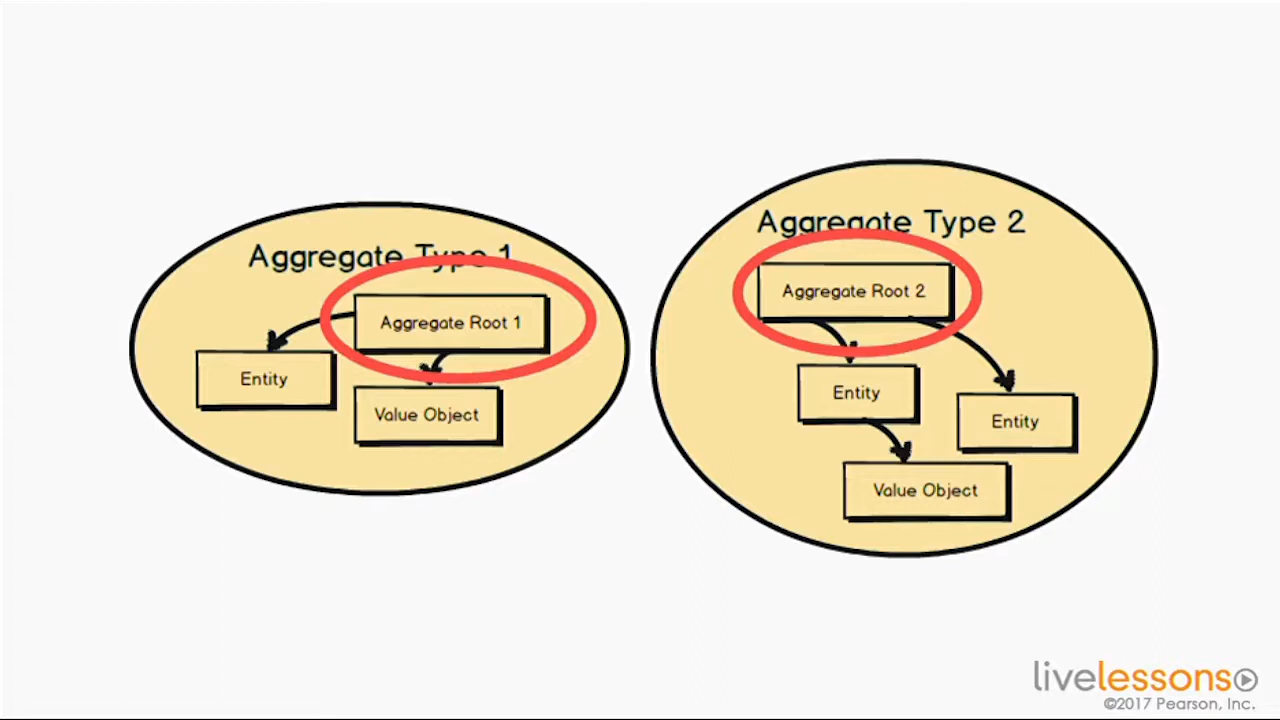 Aggregate Type 1
Aggregate Root 1
Entity
Value Object
Aggregate Type 2
Aggregate Root 2
Entity
Entity
Value Object
livelessons
©2017 Pearson, Inc.